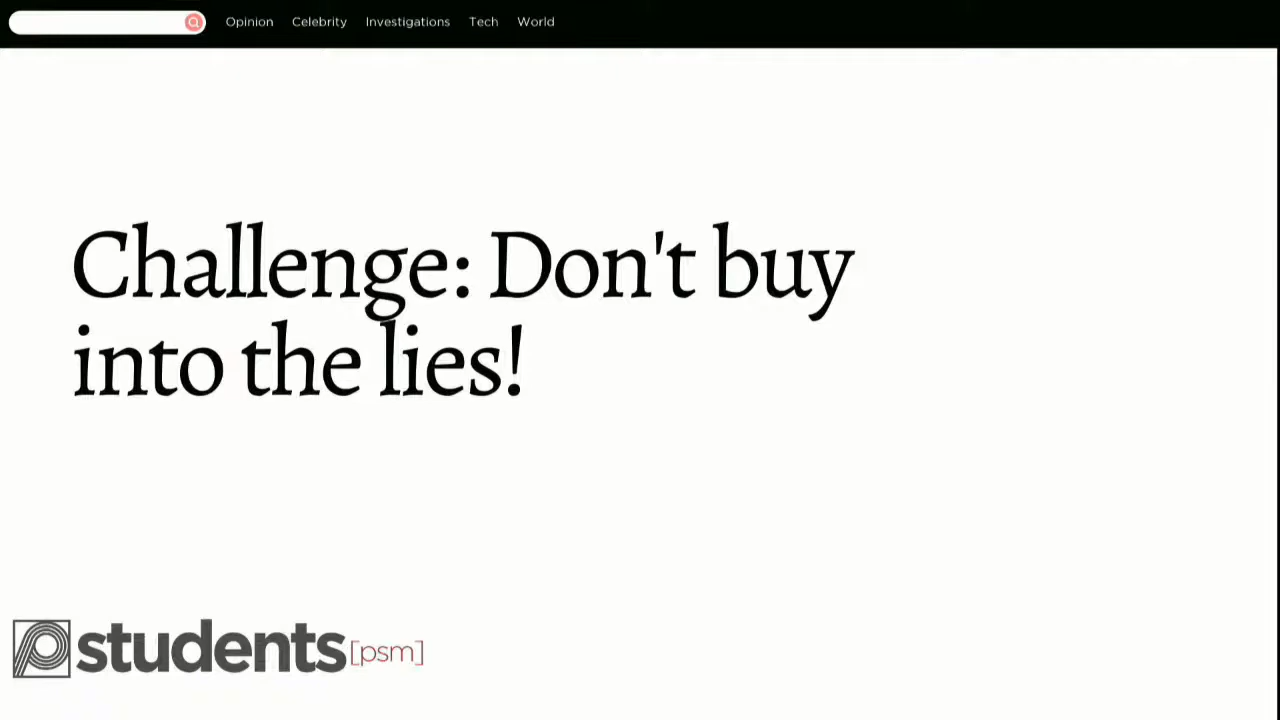 Opinion Celebrity Investigations Tech World
Challenge: Don't buy
into the lies!
students [psm]